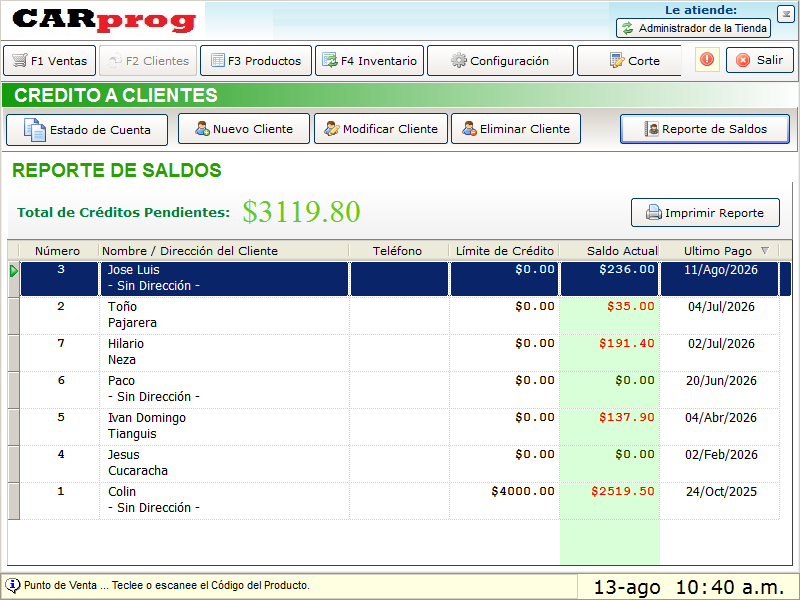 CARprog
Le atiende:
Administrador de la Tienda
F1 Ventas
F2 Clientes
F3 Productos
F4 Inventario
Configuración
Corte
Salir
CREDITO A CLIENTES
Estado de Cuenta
Nuevo Cliente
Modificar Cliente
Eliminar Cliente
Reporte de Saldos
REPORTE DE SALDOS
Total de Créditos Pendientes: $3119.80
Imprimir Reporte
Número Nombre / Dirección del Cliente Teléfono Límite de Crédito Saldo Actual Ultimo Pago
3 Jose Luis $0.00 $236.00 11/Ago/2026
- Sin Dirección -
2 Toño $0.00 $35.00 04/Jul/2026
Pajarera
7 Hilario $0.00 $191.40 02/Jul/2026
Neza
6 Paco $0.00 $0.00 20/Jun/2026
- Sin Dirección -
5 Ivan Domingo $0.00 $137.90 04/Abr/2026
Tianguis
4 Jesus $0.00 $0.00 02/Feb/2026
Cucaracha
1 Colin $4000.00 $2519.50 24/Oct/2025
- Sin Dirección -
Punto de Venta ... Teclee o escanee el Código del Producto.
13-ago 10:40 a.m.